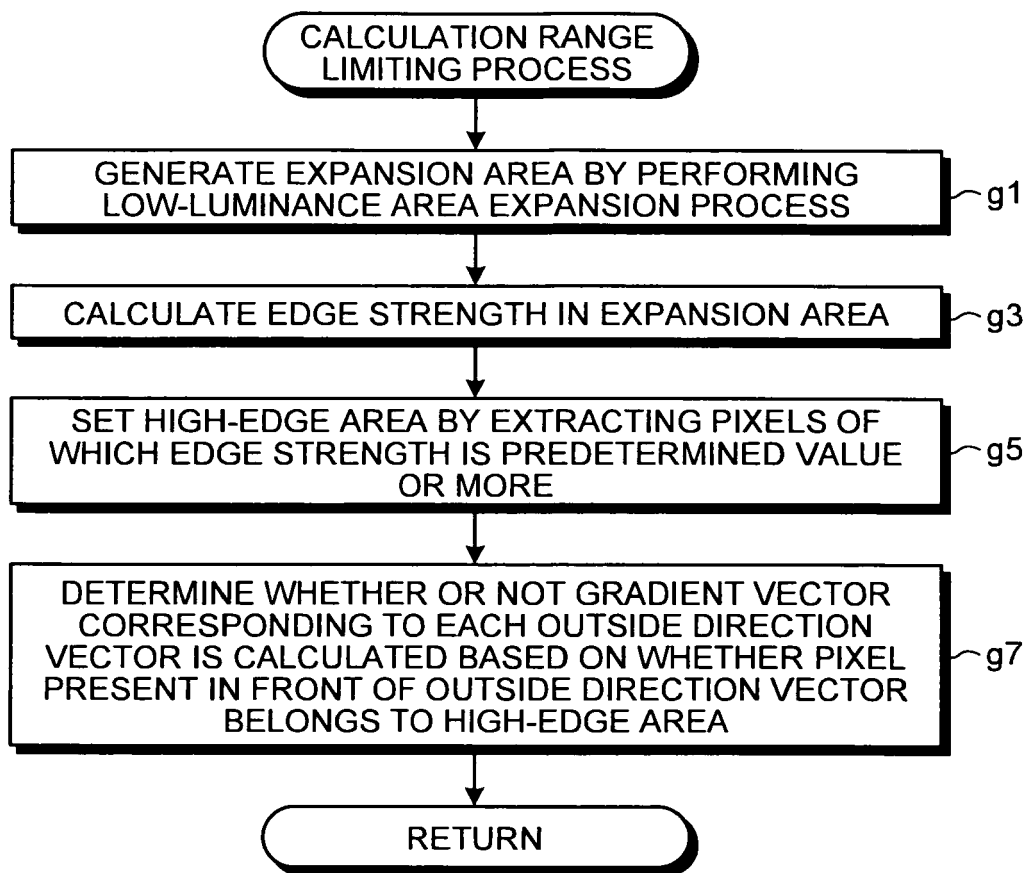 CALCULATION RANGE
LIMITING PROCESS
GENERATE EXPANSION AREA BY PERFORMING
LOW-LUMINANCE AREA EXPANSION PROCESS
g1
CALCULATE EDGE STRENGTH IN EXPANSION AREA
g3
SET HIGH-EDGE AREA BY EXTRACTING PIXELS OF
WHICH EDGE STRENGTH IS PREDETERMINED VALUE
OR MORE
g5
DETERMINE WHETHER OR NOT GRADIENT VECTOR
CORRESPONDING TO EACH OUTSIDE DIRECTION
VECTOR IS CALCULATED BASED ON WHETHER PIXEL
PRESENT IN FRONT OF OUTSIDE DIRECTION VECTOR
BELONGS TO HIGH-EDGE AREA
g7
RETURN